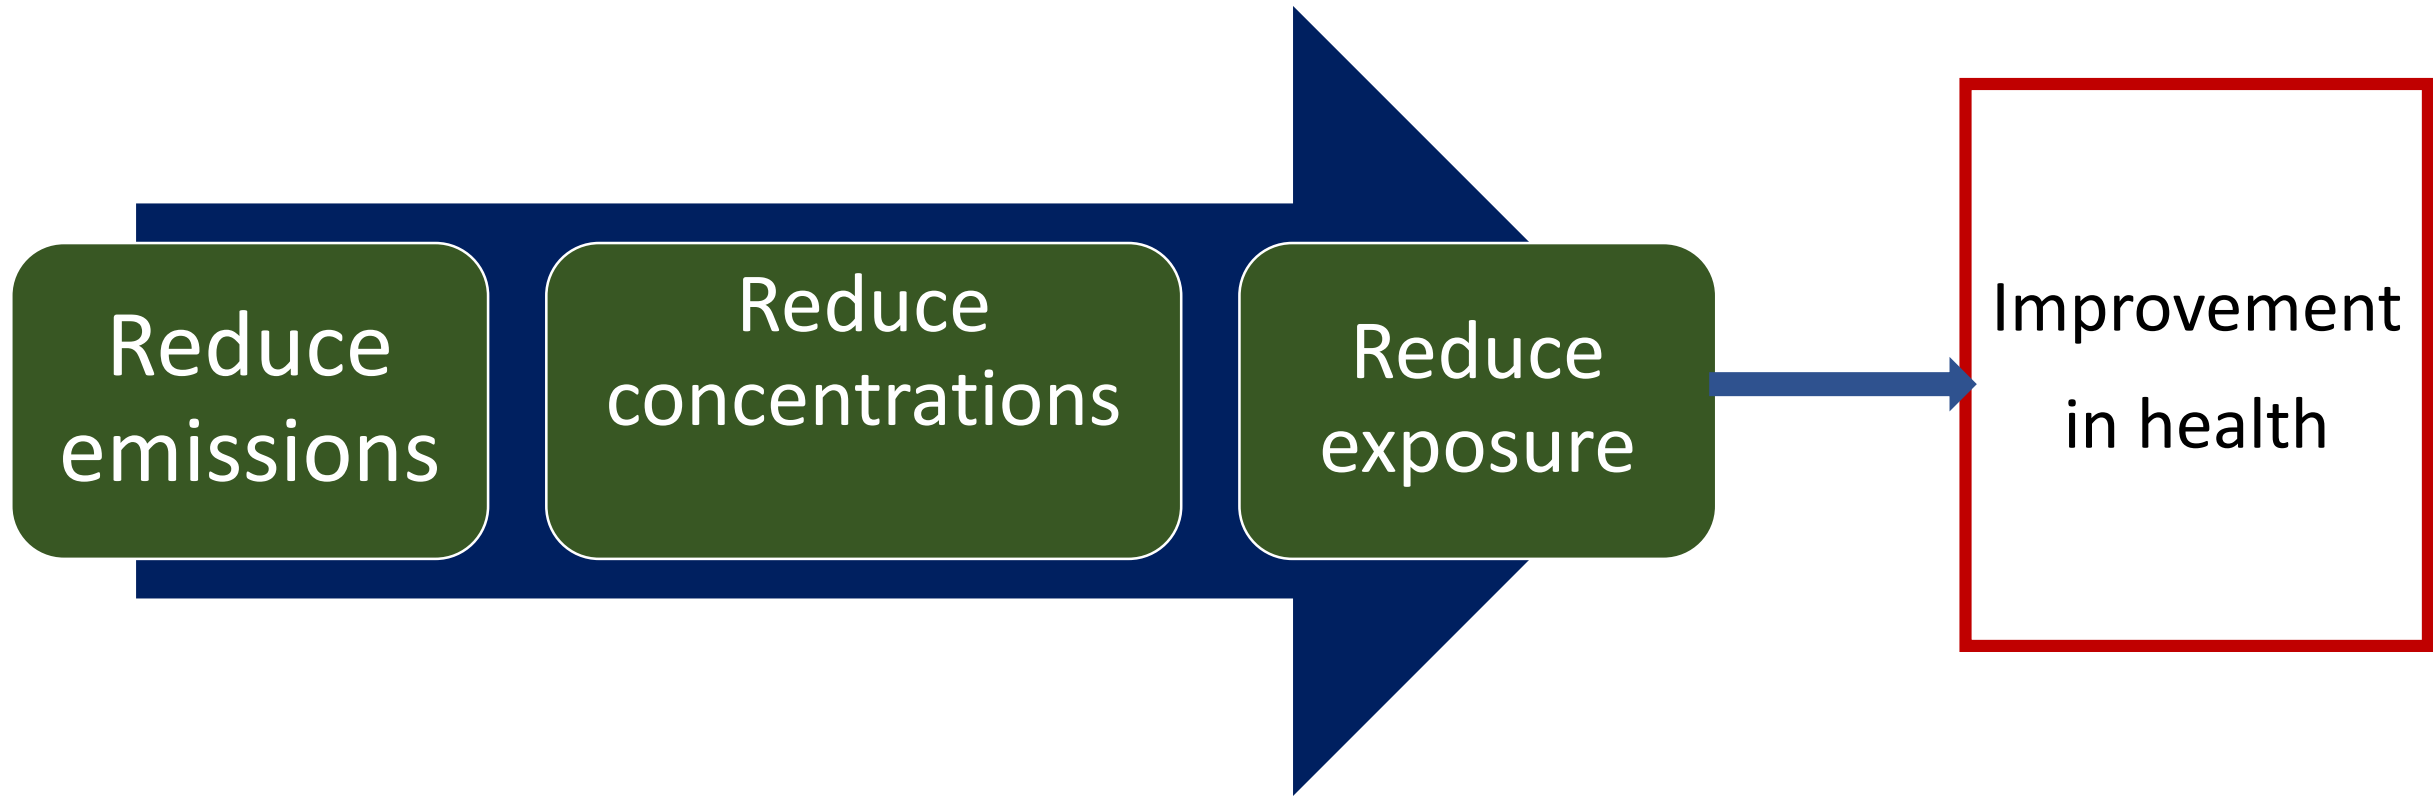 Reduce
emissions
Reduce
concentrations
Reduce
exposure
Improvement
in health